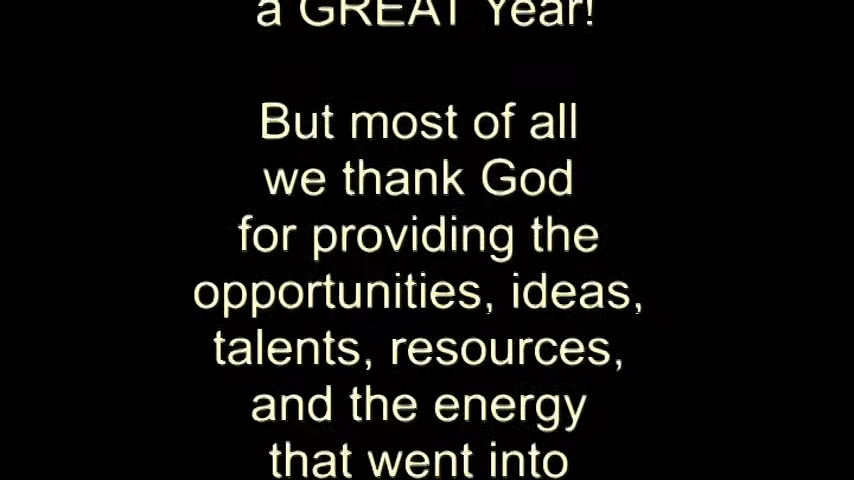 a GREAT Year!
But most of all
we thank God
for providing the
opportunities, ideas,
talents, resources,
and the energy
that went into